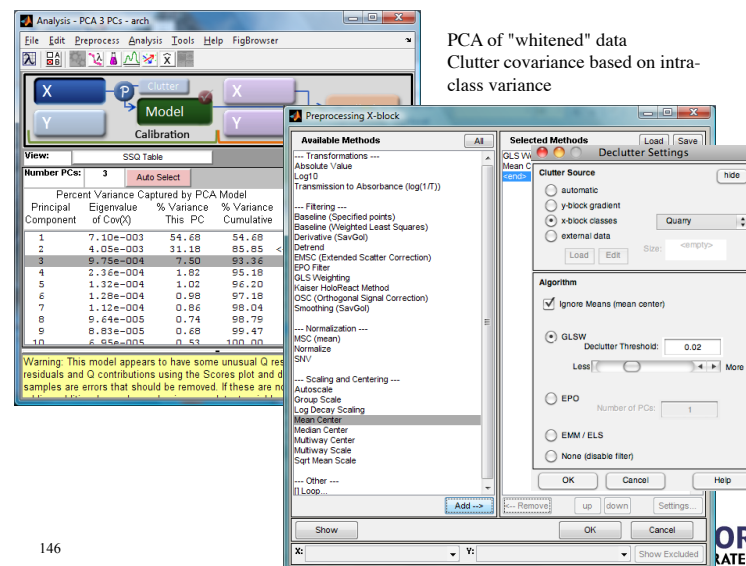 Analysis - PCA 3 PCs - arch
File Edit Preprocess Analysis Tools Help FigBrowser
X
Y
P
Clutter
Model
Calibration
X
Y
View: SSQ Table
Number PCs: 3 Auto Select
Percent Variance Captured by PCA Model
Principal Eigenvalue % Variance % Variance
Component of Cov(X) This PC Cumulative
1 7.10e-003 54.68 54.68
2 4.05e-003 31.18 85.85 <
3 9.75e-004 7.50 93.36
4 2.36e-004 1.82 95.18
5 1.32e-004 1.02 96.20
6 1.28e-004 0.98 97.18
7 1.12e-004 0.86 98.04
8 9.64e-005 0.74 98.79
9 8.83e-005 0.68 99.47
10 6.95e-005 0.53 100.00
Warning: This model appears to have some unusual Q res
residuals and Q contributions using the Scores plot and d
samples are errors that should be removed. If these are no
PCA of "whitened" data
Clutter covariance based on intra-
class variance
Preprocessing X-block
Available Methods All
--- Transformations ---
Absolute Value
Log10
Transmission to Absorbance (log(1/T))
--- Filtering ---
Baseline (Specified points)
Baseline (Weighted Least Squares)
Derivative (SavGol)
Detrend
EMSC (Extended Scatter Correction)
EPO Filter
GLS Weighting
Kaiser HoloReact Method
OSC (Orthogonal Signal Correction)
Smoothing (SavGol)
--- Normalization ---
MSC (mean)
Normalize
SNV
--- Scaling and Centering ---
Autoscale
Group Scale
Log Decay Scaling
Mean Center
Median Center
Multiway Center
Multiway Scale
Sqrt Mean Scale
--- Other ---
[] Loop...
Add -->
Selected Methods Load Save
GLS W
Mean C
<end>
<-- Remove up down Settings...
Show OK Cancel
X: Y: Show Excluded
Declutter Settings
Clutter Source hide
automatic
y-block gradient
x-block classes Quarry
external data
Load Edit Size: <empty>
Algorithm
Ignore Means (mean center)
GLSW
Declutter Threshold: 0.02
Less More
EPO
Number of PCs: 1
EMM / ELS
None (disable filter)
OK Cancel Help
146
OR
RATE